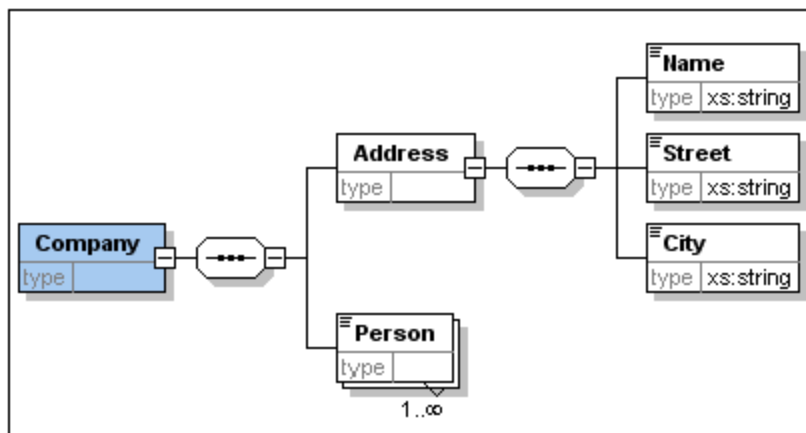 Name
type xs:string
Address
type
Street
type xs:string
Company
type
City
type xs:string
Person
type
1..∞